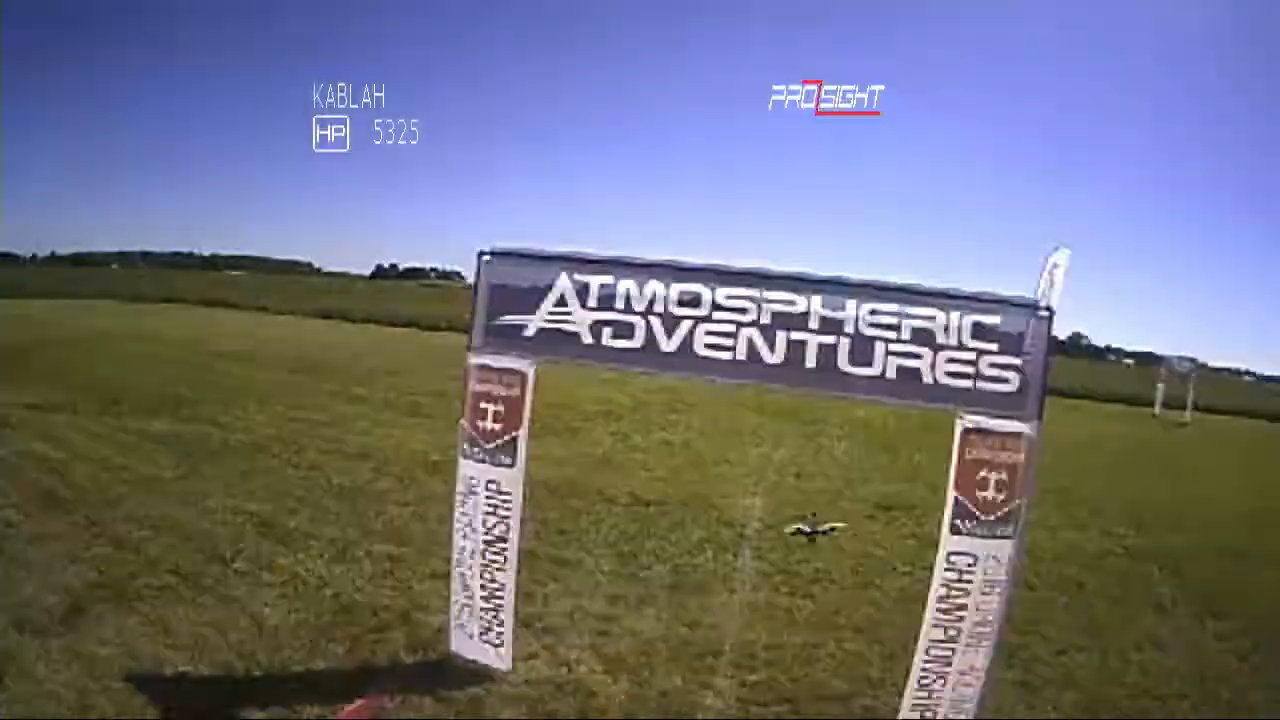 KABLAH
HP 5325
PROSIGHT
ATMOSPHERIC
ADVENTURES
CHAMPIONSHIP
CHAMPIONSHIP